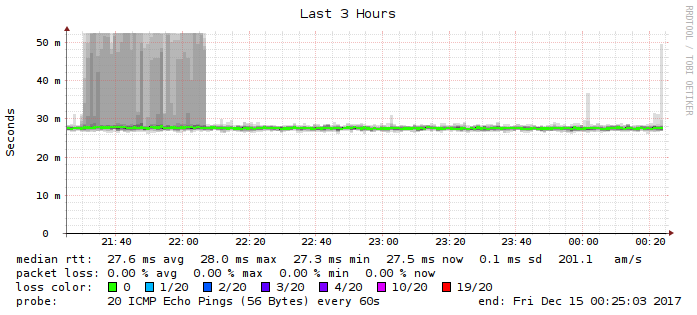 Last 3 Hours
RRDTOOL / TOBI OETIKER
Seconds
50 m
40 m
30 m
20 m
10 m
0
21:40 22:00 22:20 22:40 23:00 23:20 23:40 00:00 00:20
median rtt: 27.6 ms avg 28.0 ms max 27.3 ms min 27.5 ms now 0.1 ms sd 201.1 am/s
packet loss: 0.00 % avg 0.00 % max 0.00 % min 0.00 % now
loss color: 0 1/20 2/20 3/20 4/20 10/20 19/20
probe: 20 ICMP Echo Pings (56 Bytes) every 60s end: Fri Dec 15 00:25:03 2017